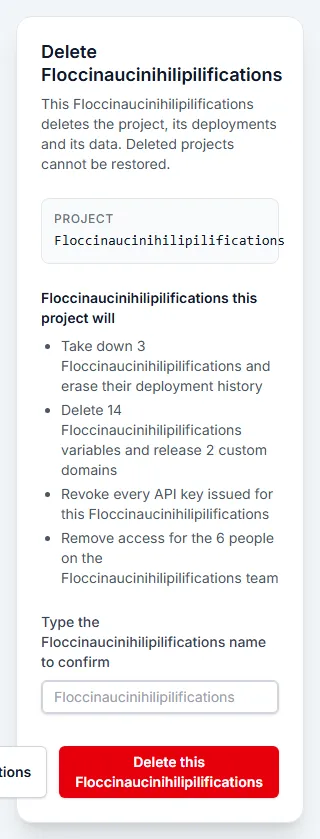 Delete
Floccinaucinihilipilifications
This Floccinaucinihilipilifications
deletes the project, its deployments
and its data. Deleted projects
cannot be restored.
PROJECT
Floccinaucinihilipilifications
Floccinaucinihilipilifications this
project will
Take down 3
Floccinaucinihilipilifications and
erase their deployment history
Delete 14
Floccinaucinihilipilifications
variables and release 2 custom
domains
Revoke every API key issued for
this Floccinaucinihilipilifications
Remove access for the 6 people
on the
Floccinaucinihilipilifications team
Type the
Floccinaucinihilipilifications name
to confirm
Floccinaucinihilipilifications
Delete this
Floccinaucinihilipilifications